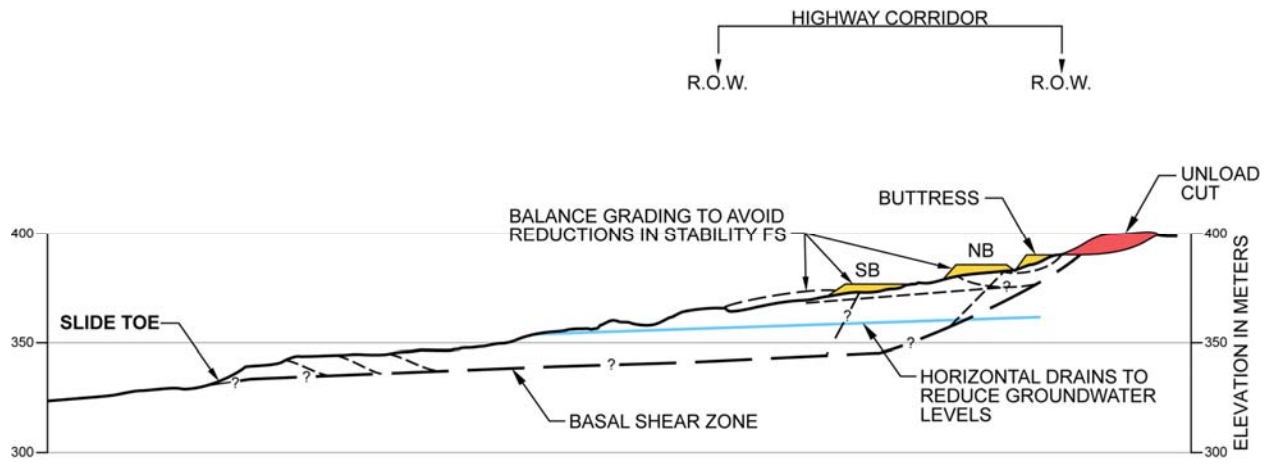 HIGHWAY CORRIDOR
R.O.W.
R.O.W.
UNLOAD
CUT
BUTTRESS
BALANCE GRADING TO AVOID
REDUCTIONS IN STABILITY FS
NB
SB
400
400
?
?
SLIDE TOE
350
350
?
?
?
?
HORIZONTAL DRAINS TO
REDUCE GROUNDWATER
LEVELS
BASAL SHEAR ZONE
300
300
ELEVATION IN METERS